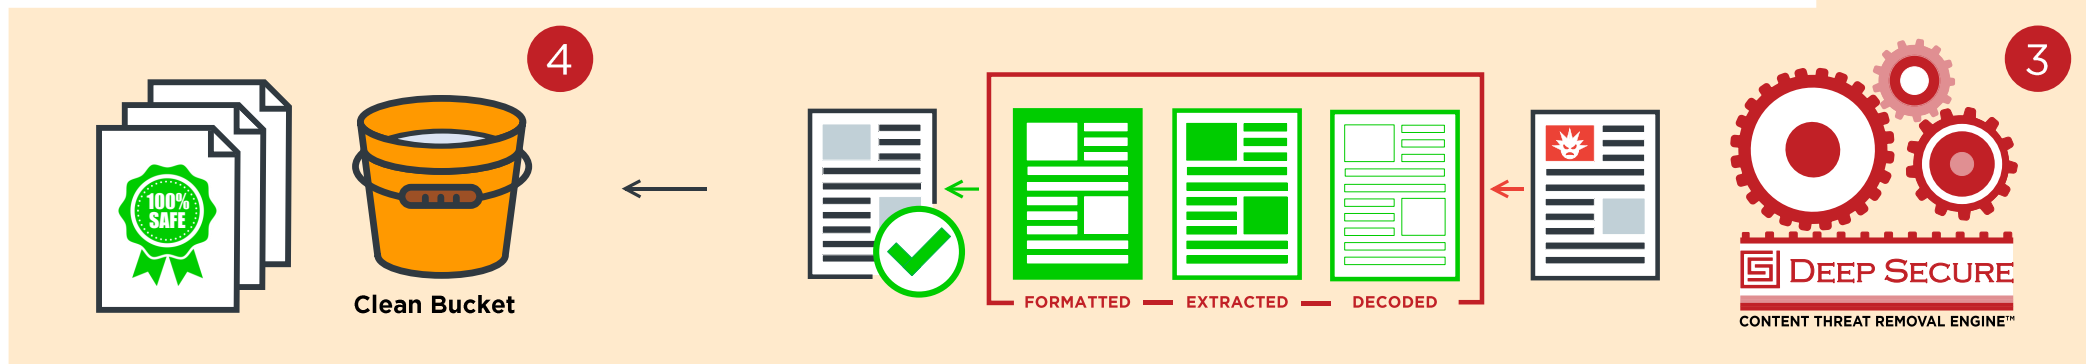 4
3
100%
SAFE
Clean Bucket
FORMATTED
EXTRACTED
DECODED
DEEP SECURE
CONTENT THREAT REMOVAL ENGINE™